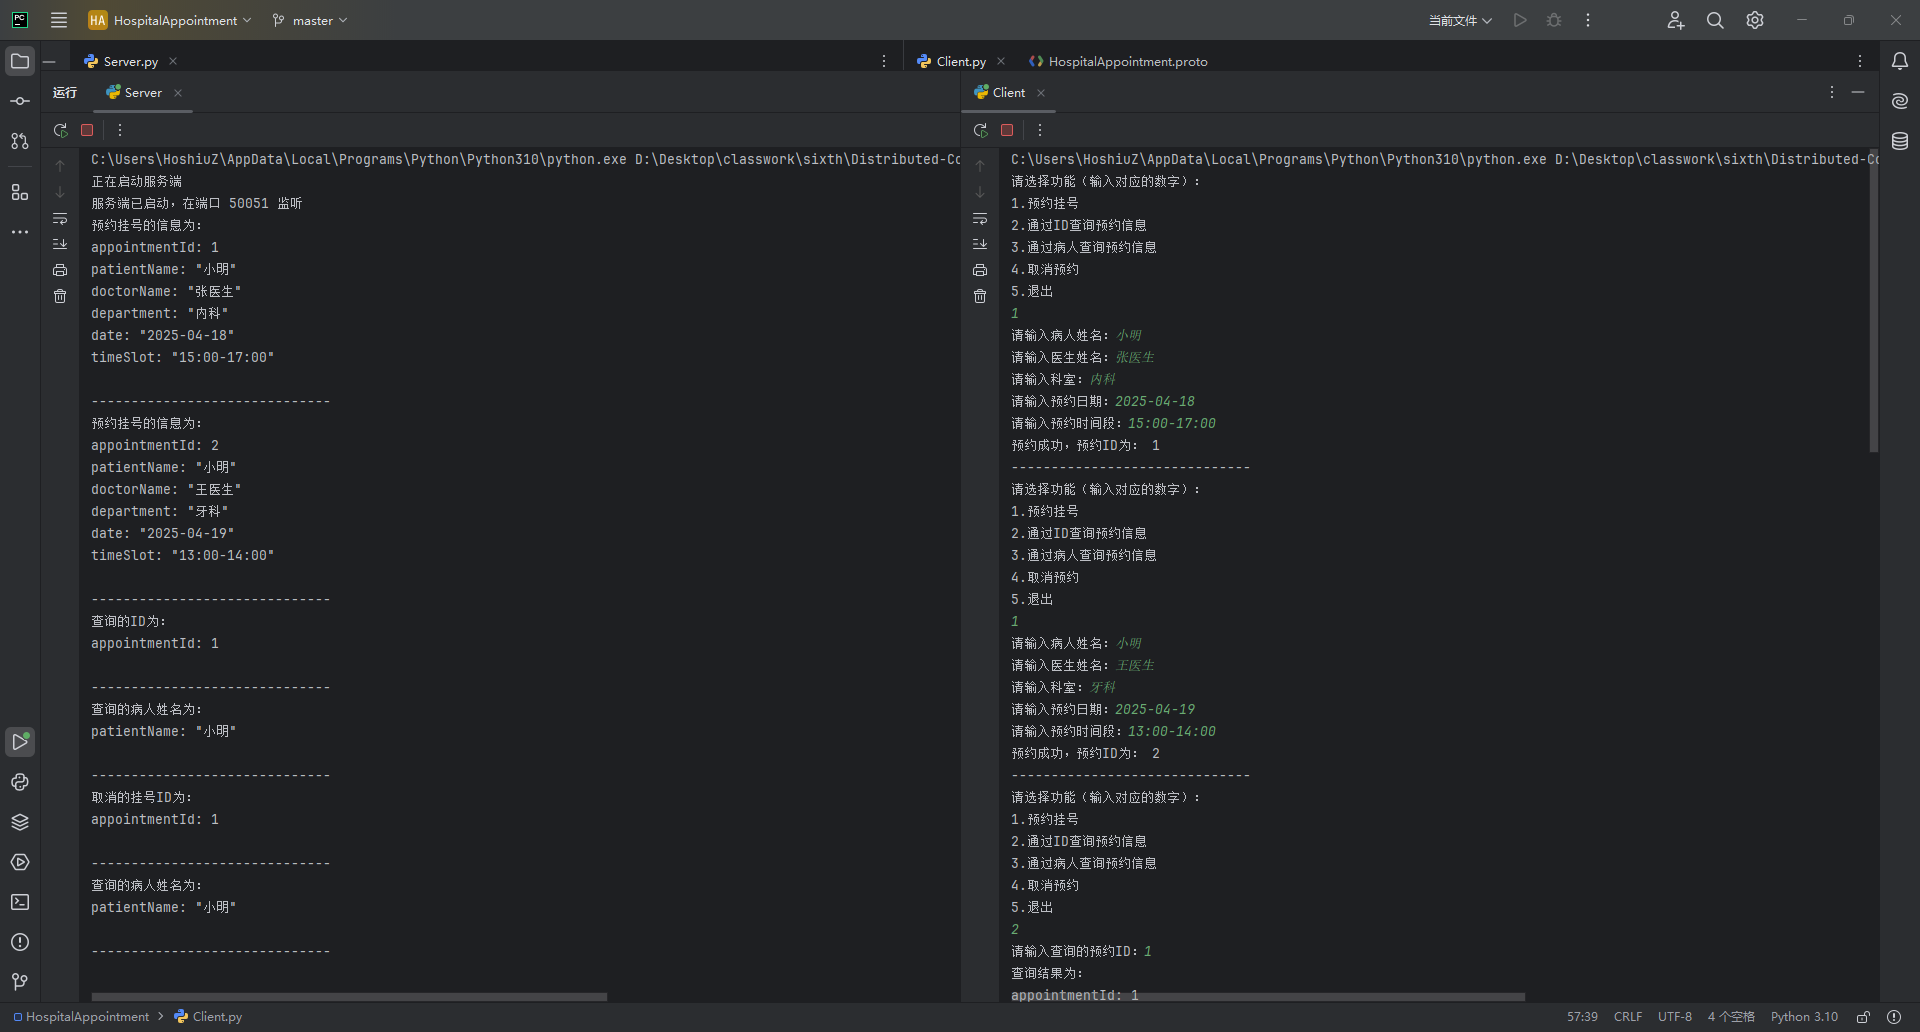 PC
HA HospitalAppointment
master
当前文件
Server.py
Client.py
HospitalAppointment.proto
运行
Server
Client
C:\Users\HoshiuZ\AppData\Local\Programs\Python\Python310\python.exe D:\Desktop\classwork\sixth\Distributed-Co
正在启动服务端
服务端已启动，在端口 50051 监听
预约挂号的信息为：
appointmentId: 1
patientName: "小明"
doctorName: "张医生"
department: "内科"
date: "2025-04-18"
timeSlot: "15:00-17:00"
------------------------------
预约挂号的信息为：
appointmentId: 2
patientName: "小明"
doctorName: "王医生"
department: "牙科"
date: "2025-04-19"
timeSlot: "13:00-14:00"
------------------------------
查询的ID为：
appointmentId: 1
------------------------------
查询的病人姓名为：
patientName: "小明"
------------------------------
取消的挂号ID为：
appointmentId: 1
------------------------------
查询的病人姓名为：
patientName: "小明"
------------------------------
C:\Users\HoshiuZ\AppData\Local\Programs\Python\Python310\python.exe D:\Desktop\classwork\sixth\Distributed-Co
请选择功能（输入对应的数字）：
1.预约挂号
2.通过ID查询预约信息
3.通过病人查询预约信息
4.取消预约
5.退出
1
请输入病人姓名：小明
请输入医生姓名：张医生
请输入科室：内科
请输入预约日期：2025-04-18
请输入预约时间段：15:00-17:00
预约成功，预约ID为： 1
------------------------------
请选择功能（输入对应的数字）：
1.预约挂号
2.通过ID查询预约信息
3.通过病人查询预约信息
4.取消预约
5.退出
1
请输入病人姓名：小明
请输入医生姓名：王医生
请输入科室：牙科
请输入预约日期：2025-04-19
请输入预约时间段：13:00-14:00
预约成功，预约ID为： 2
------------------------------
请选择功能（输入对应的数字）：
1.预约挂号
2.通过ID查询预约信息
3.通过病人查询预约信息
4.取消预约
5.退出
2
请输入查询的预约ID：1
查询结果为：
appointmentId: 1
HospitalAppointment
Client.py
57:39
CRLF
UTF-8
4 个空格
Python 3.10